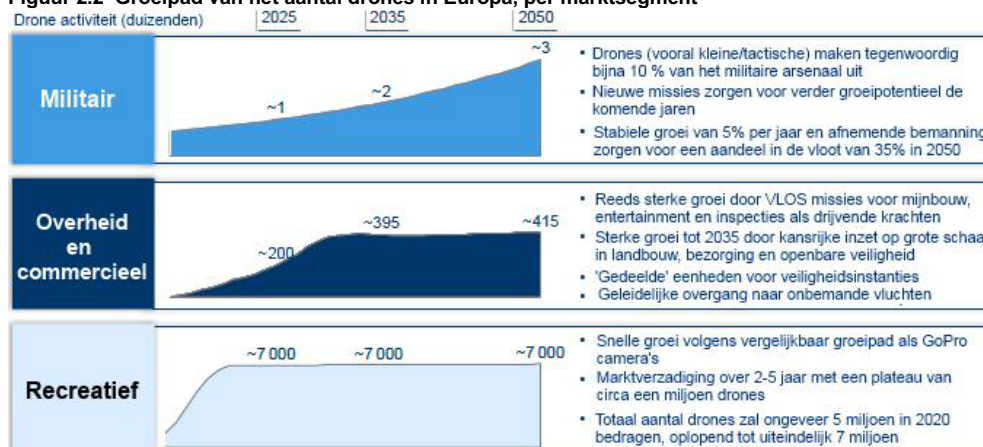 Figuur 2.2 Groeipad van het aantal drones in Europa, per marktsegment
Drone activiteit (duizenden) 2025 2035 2050
Militair
~1 ~2 ~3
• Drones (vooral kleine/tactische) maken tegenwoordig
bijna 10 % van het militaire arsenaal uit
• Nieuwe missies zorgen voor verder groeipotentieel de
komende jaren
• Stabiele groei van 5% per jaar en afnemende bemanning
zorgen voor een aandeel in de vloot van 35% in 2050
Overheid
en
commercieel
~200 ~395 ~415
• Reeds sterke groei door VLOS missies voor mijnbouw,
entertainment en inspecties als drijvende krachten
• Sterke groei tot 2035 door kansrijke inzet op grote schaa
in landbouw, bezorging en openbare veiligheid
• 'Gedeelde' eenheden voor veiligheidsinstanties
• Geleidelijke overgang naar onbemande vluchten
Recreatief
~7 000 ~7 000 ~7 000
• Snelle groei volgens vergelijkbaar groeipad als GoPro
camera's
• Marktverzadiging over 2-5 jaar met een plateau van
circa een miljoen drones
• Totaal aantal drones zal ongeveer 5 miljoen in 2020
bedragen, oplopend tot uiteindelijk 7 miljoen